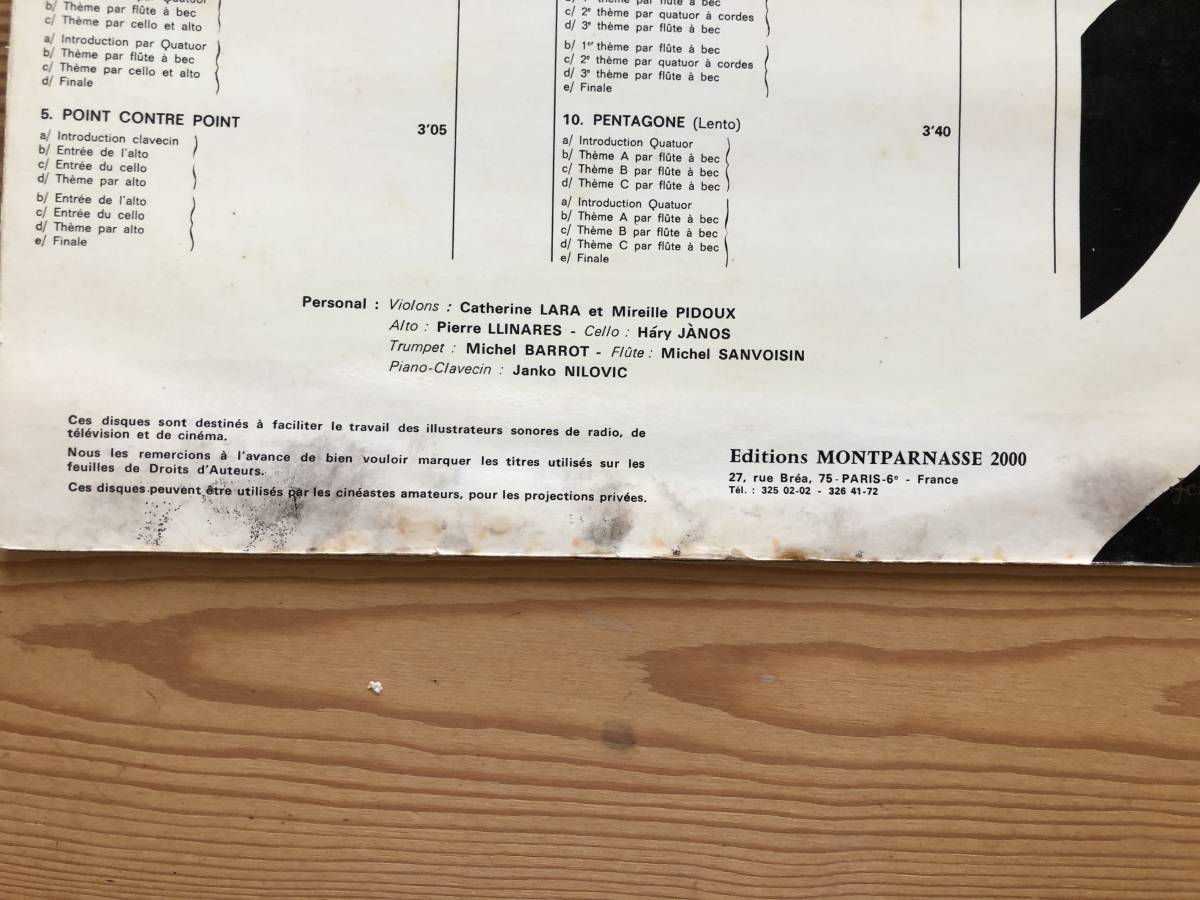 b/ Thème par flûte à bec
c/ Thème par cello et alto
a/ Introduction par Quatuor
b/ Thème par flûte à bec
c/ Thème par cello et alto
d/ Finale
5. POINT CONTRE POINT
3'05
a/ Introduction clavecin
b/ Entrée de l'alto
c/ Entrée du cello
d/ Thème par alto
b/ Entrée de l'alto
c/ Entrée du cello
d/ Thème par alto
e/ Finale
thème par flûte à bec
c/ 2e thème par quatuor à cordes
d/ 3e thème par flûte à bec
b/ 1er thème par flûte à bec
c/ 2e thème par quatuor à cordes
d/ 3e thème par flûte à bec
e/ Finale
10. PENTAGONE (Lento)
3'40
a/ Introduction Quatuor
b/ Thème A par flûte à bec
c/ Thème B par flûte à bec
d/ Thème C par flûte à bec
a/ Introduction Quatuor
b/ Thème A par flûte à bec
c/ Thème B par flûte à bec
d/ Thème C par flûte à bec
e/ Finale
Personal : Violons : Catherine LARA et Mireille PIDOUX
Alto : Pierre LLINARES - Cello : Háry JÀNOS
Trumpet : Michel BARROT - Flûte : Michel SANVOISIN
Piano-Clavecin : Janko NILOVIC
Ces disques sont destinés à faciliter le travail des illustrateurs sonores de radio, de
télévision et de cinéma.
Nous les remercions à l'avance de bien vouloir marquer les titres utilisés sur les
feuilles de Droits d'Auteurs.
Ces disques peuvent être utilisés par les cinéastes amateurs, pour les projections privées.
Editions MONTPARNASSE 2000
27, rue Bréa, 75 - PARIS-6e - France
Tél. : 325 02-02 - 326 41-72